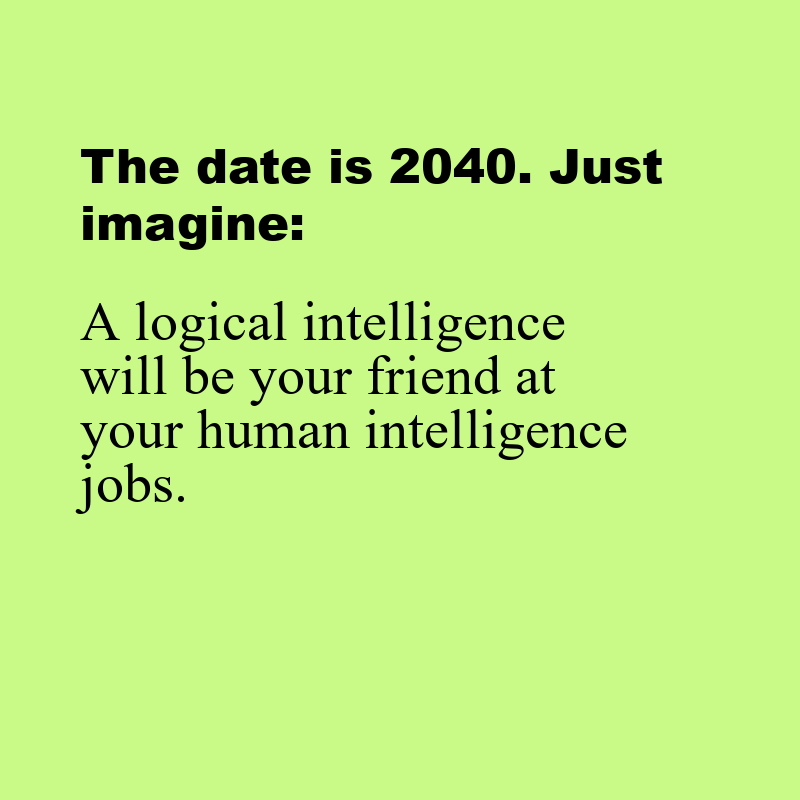 The date is 2040. Just
imagine:
A logical intelligence
will be your friend at
your human intelligence
jobs.